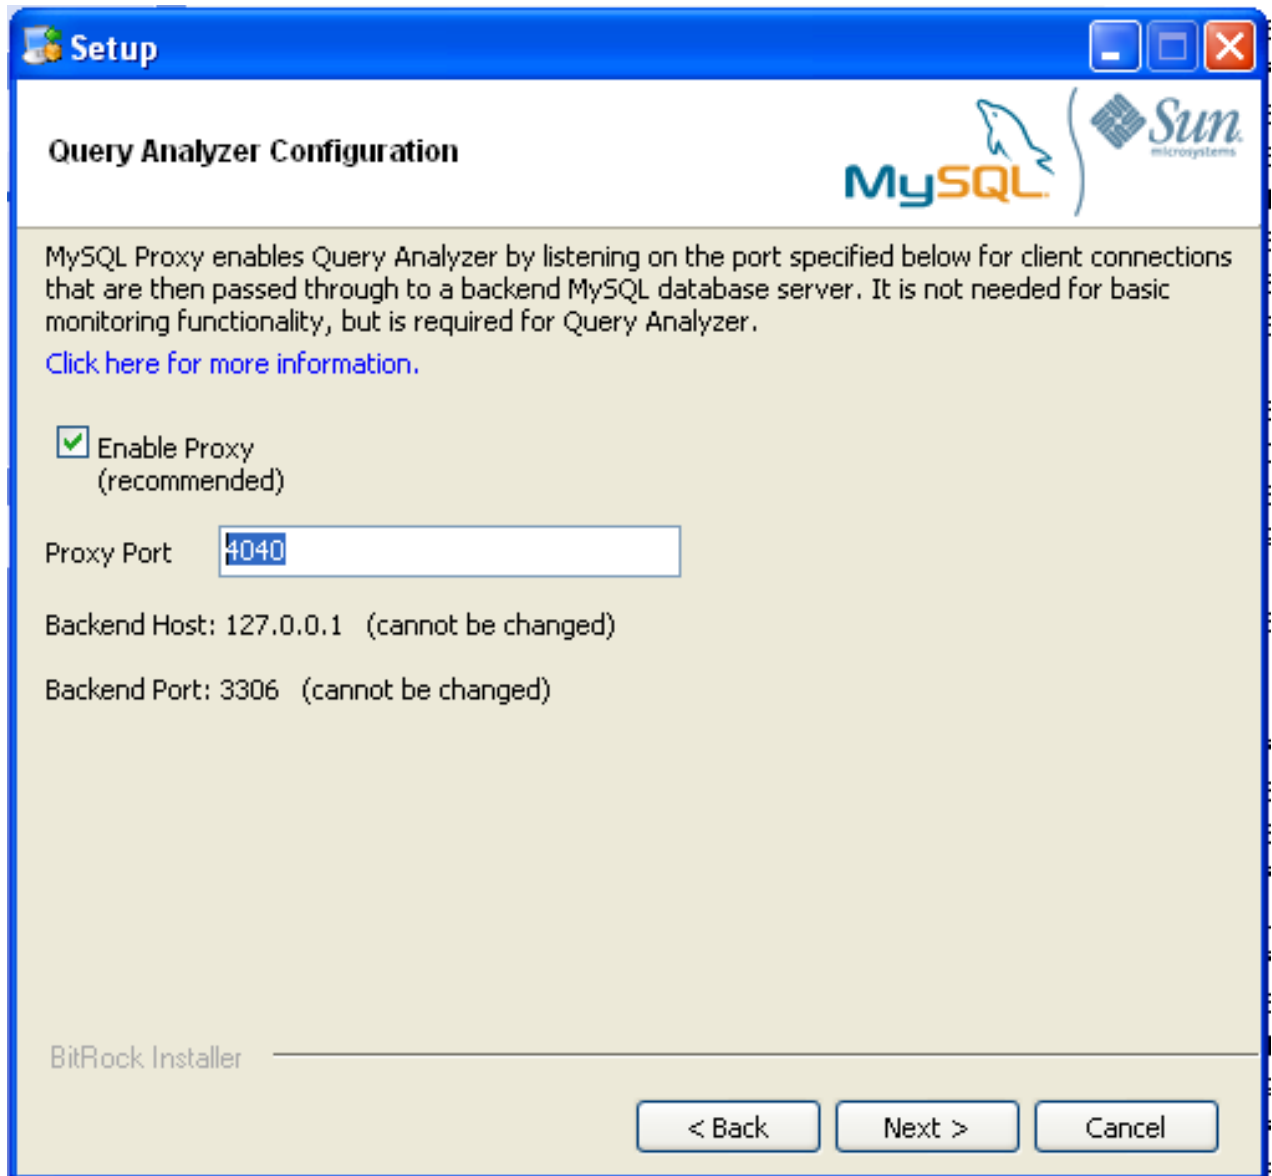 Setup
Query Analyzer Configuration
MySQL
Sun
microsystems
MySQL Proxy enables Query Analyzer by listening on the port specified below for client connections
that are then passed through to a backend MySQL database server. It is not needed for basic
monitoring functionality, but is required for Query Analyzer.
Click here for more information.
Enable Proxy
(recommended)
Proxy Port 4040
Backend Host: 127.0.0.1 (cannot be changed)
Backend Port: 3306 (cannot be changed)
BitRock Installer
< Back Next > Cancel